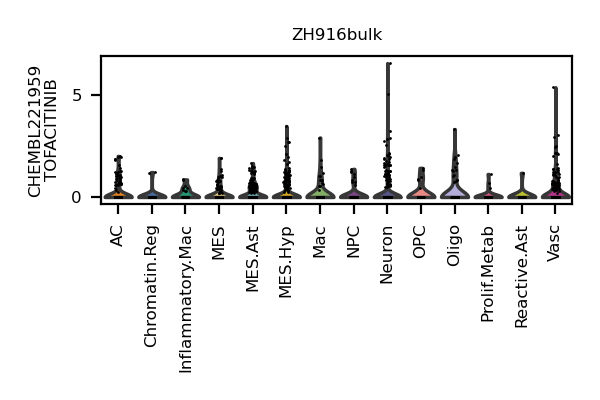 ZH916bulk
CHEMBL221959
TOFACITINIB
5
0
AC
Chromatin.Reg
Inflammatory.Mac
MES
MES.Ast
MES.Hyp
Mac
NPC
Neuron
OPC
Oligo
Prolif.Metab
Reactive.Ast
Vasc